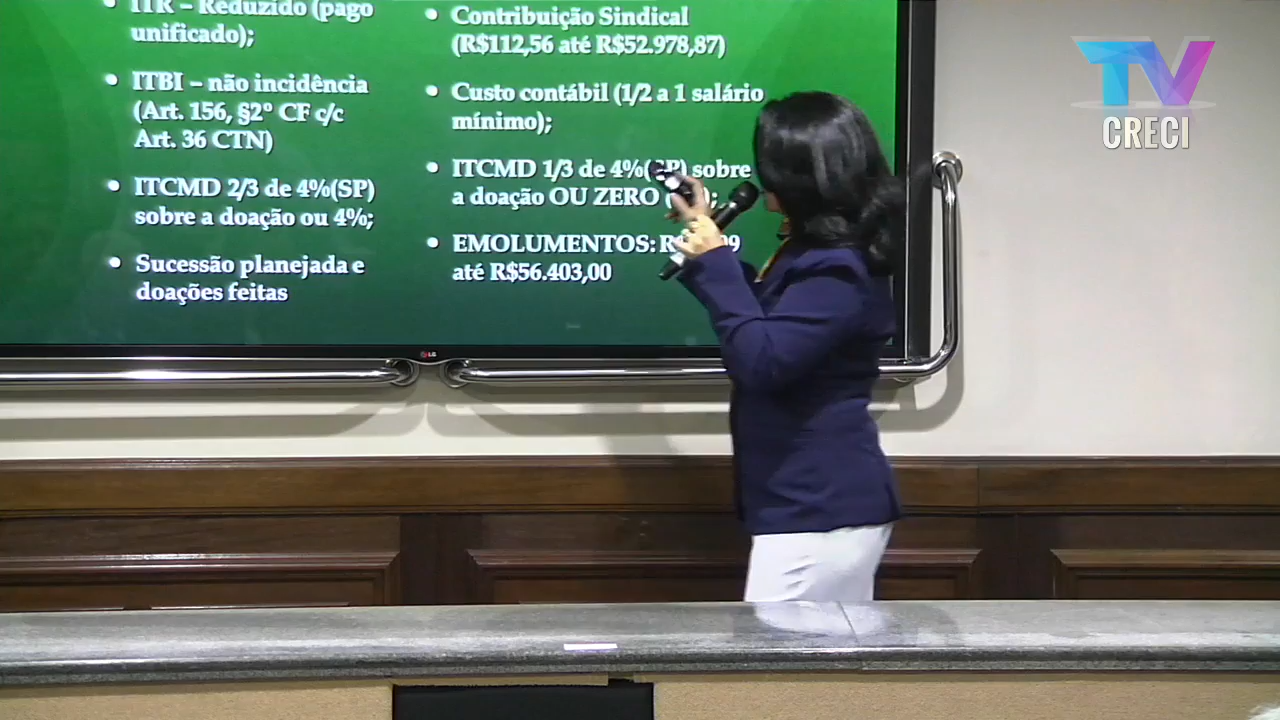 ITR – Reduzido (pago
unificado);
ITBI – não incidência
(Art. 156, §2º CF c/c
Art. 36 CTN)
ITCMD 2/3 de 4%(SP)
sobre a doação ou 4%;
Sucessão planejada e
doações feitas
Contribuição Sindical
(R$112,56 até R$52.978,87)
Custo contábil (1/2 a 1 salário
mínimo);
ITCMD 1/3 de 4%(SP) sobre
a doação OU ZERO
EMOLUMENTOS:
até R$56.403,00
LG
TV
CRECI